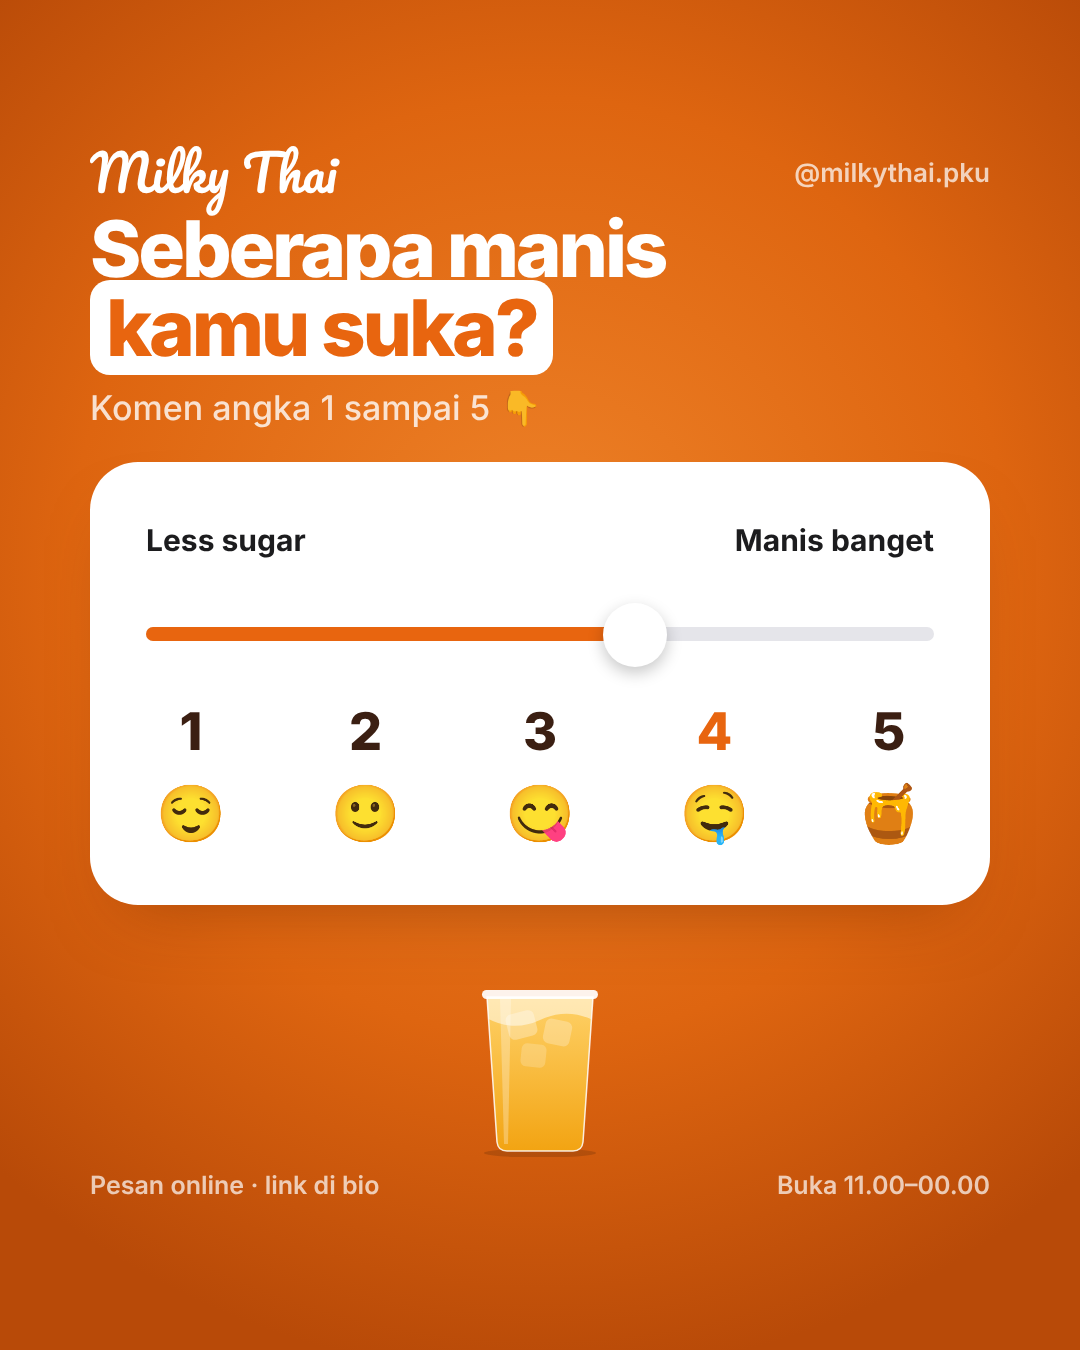 Milky Thai
@milkythai.pku
Seberapa manis
kamu suka?
Komen angka 1 sampai 5 👇
Less sugar
Manis banget
1 2 3 4 5
Pesan online · link di bio
Buka 11.00–00.00